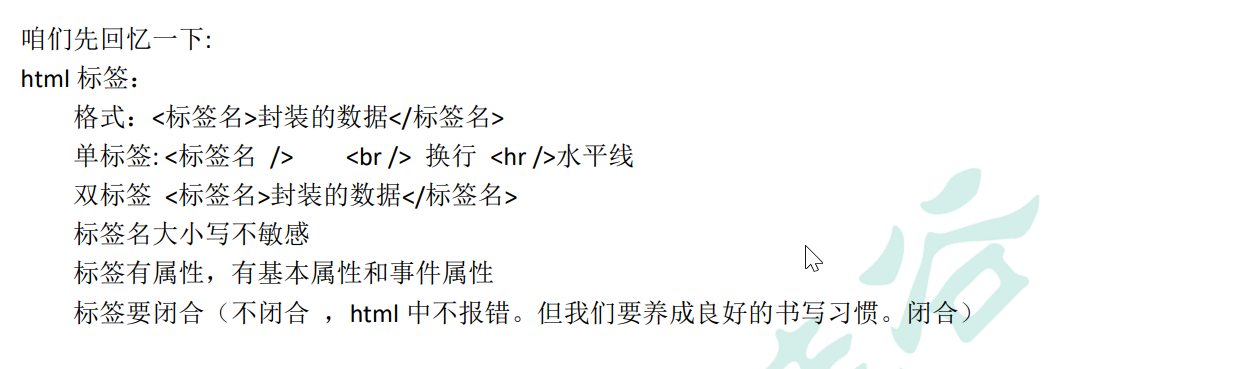 咱们先回忆一下:
html 标签：
格式：<标签名>封装的数据</标签名>
单标签: <标签名 /> <br /> 换行 <hr />水平线
双标签 <标签名>封装的数据</标签名>
标签名大小写不敏感
标签有属性，有基本属性和事件属性
标签要闭合（不闭合 ，html 中不报错。但我们要养成良好的书写习惯。闭合）